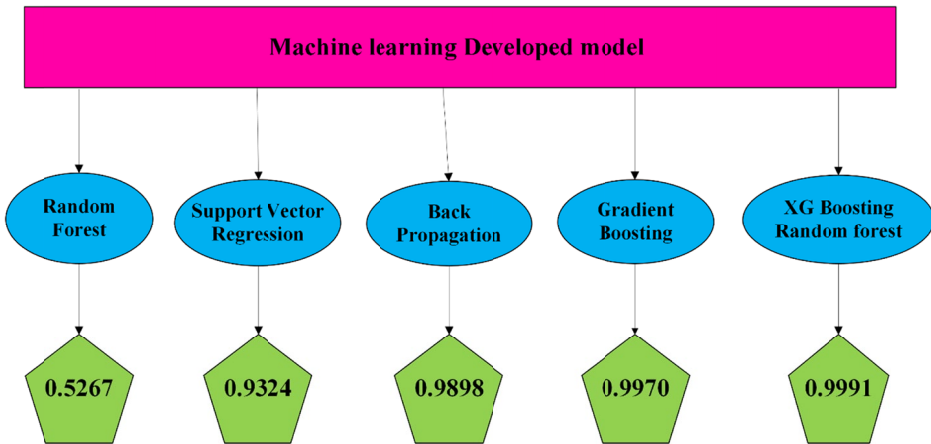 Machine learning Developed model
Random
Forest
Support Vector
Regression
Back
Propagation
Gradient
Boosting
XG Boosting
Random forest
0.5267
0.9324
0.9898
0.9970
0.9991